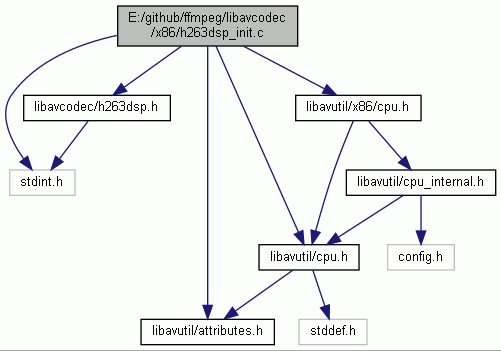 E:/github/ffmpeg/libavcodec
/x86/h263dsp_init.c
libavcodec/h263dsp.h
libavutil/x86/cpu.h
stdint.h
libavutil/cpu_internal.h
libavutil/cpu.h
config.h
libavutil/attributes.h
stddef.h